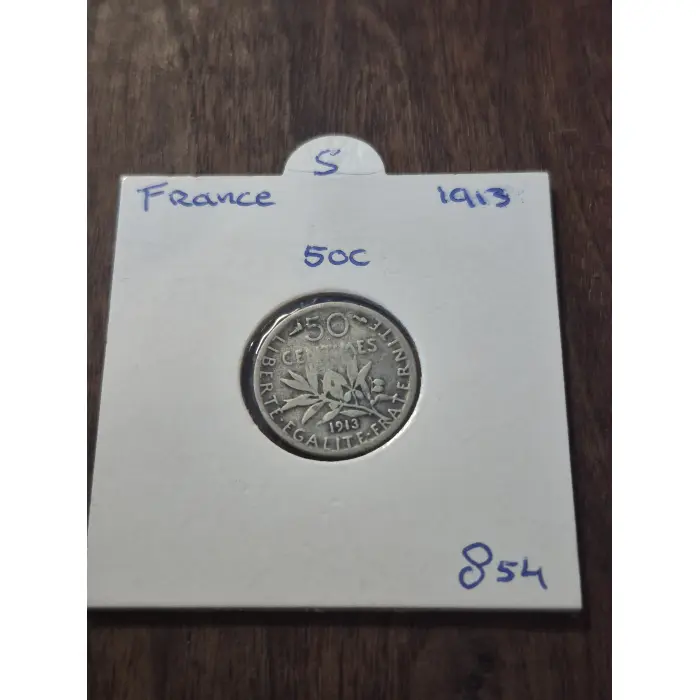 S
France 1913
50c
50
CENTIMES
LIBERTE·EGALITE·FRATERNITE
1913
854